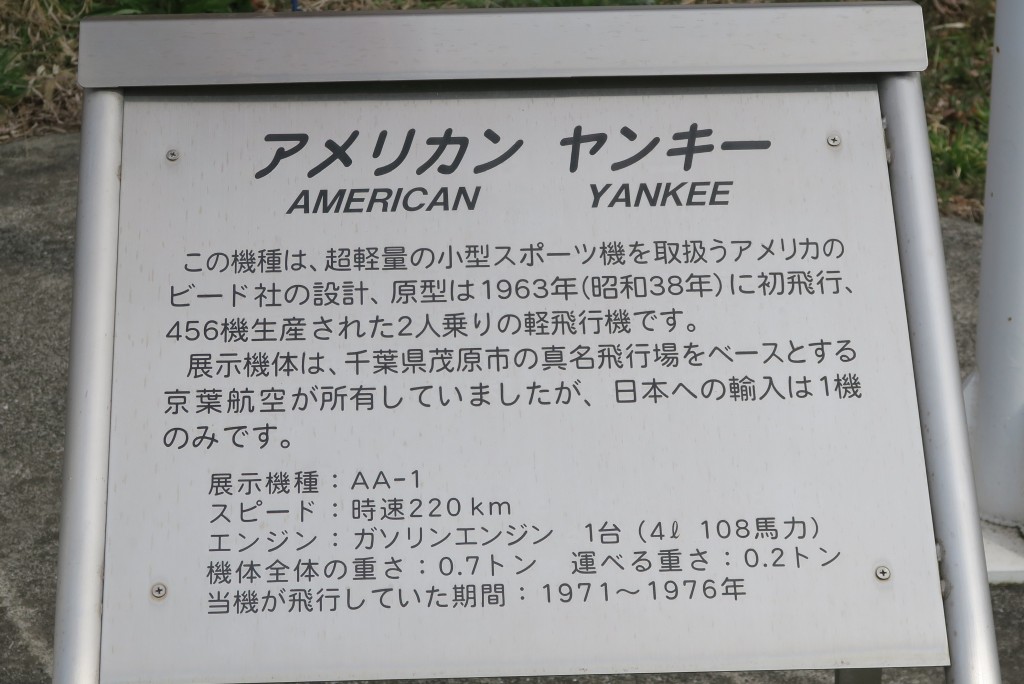 アメリカン ヤンキー
AMERICAN YANKEE
この機種は、超軽量の小型スポーツ機を取扱うアメリカの
ビード社の設計、原型は1963年(昭和38年)に初飛行、
456機生産された2人乗りの軽飛行機です。
展示機体は、千葉県茂原市の真名飛行場をベースとする
京葉航空が所有していましたが、日本への輸入は1機
のみです。
展示機種：AA-1
スピード：時速220km
エンジン：ガソリンエンジン 1台(4ℓ 108馬力)
機体全体の重さ：0.7トン 運べる重さ：0.2トン
当機が飛行していた期間：1971～1976年